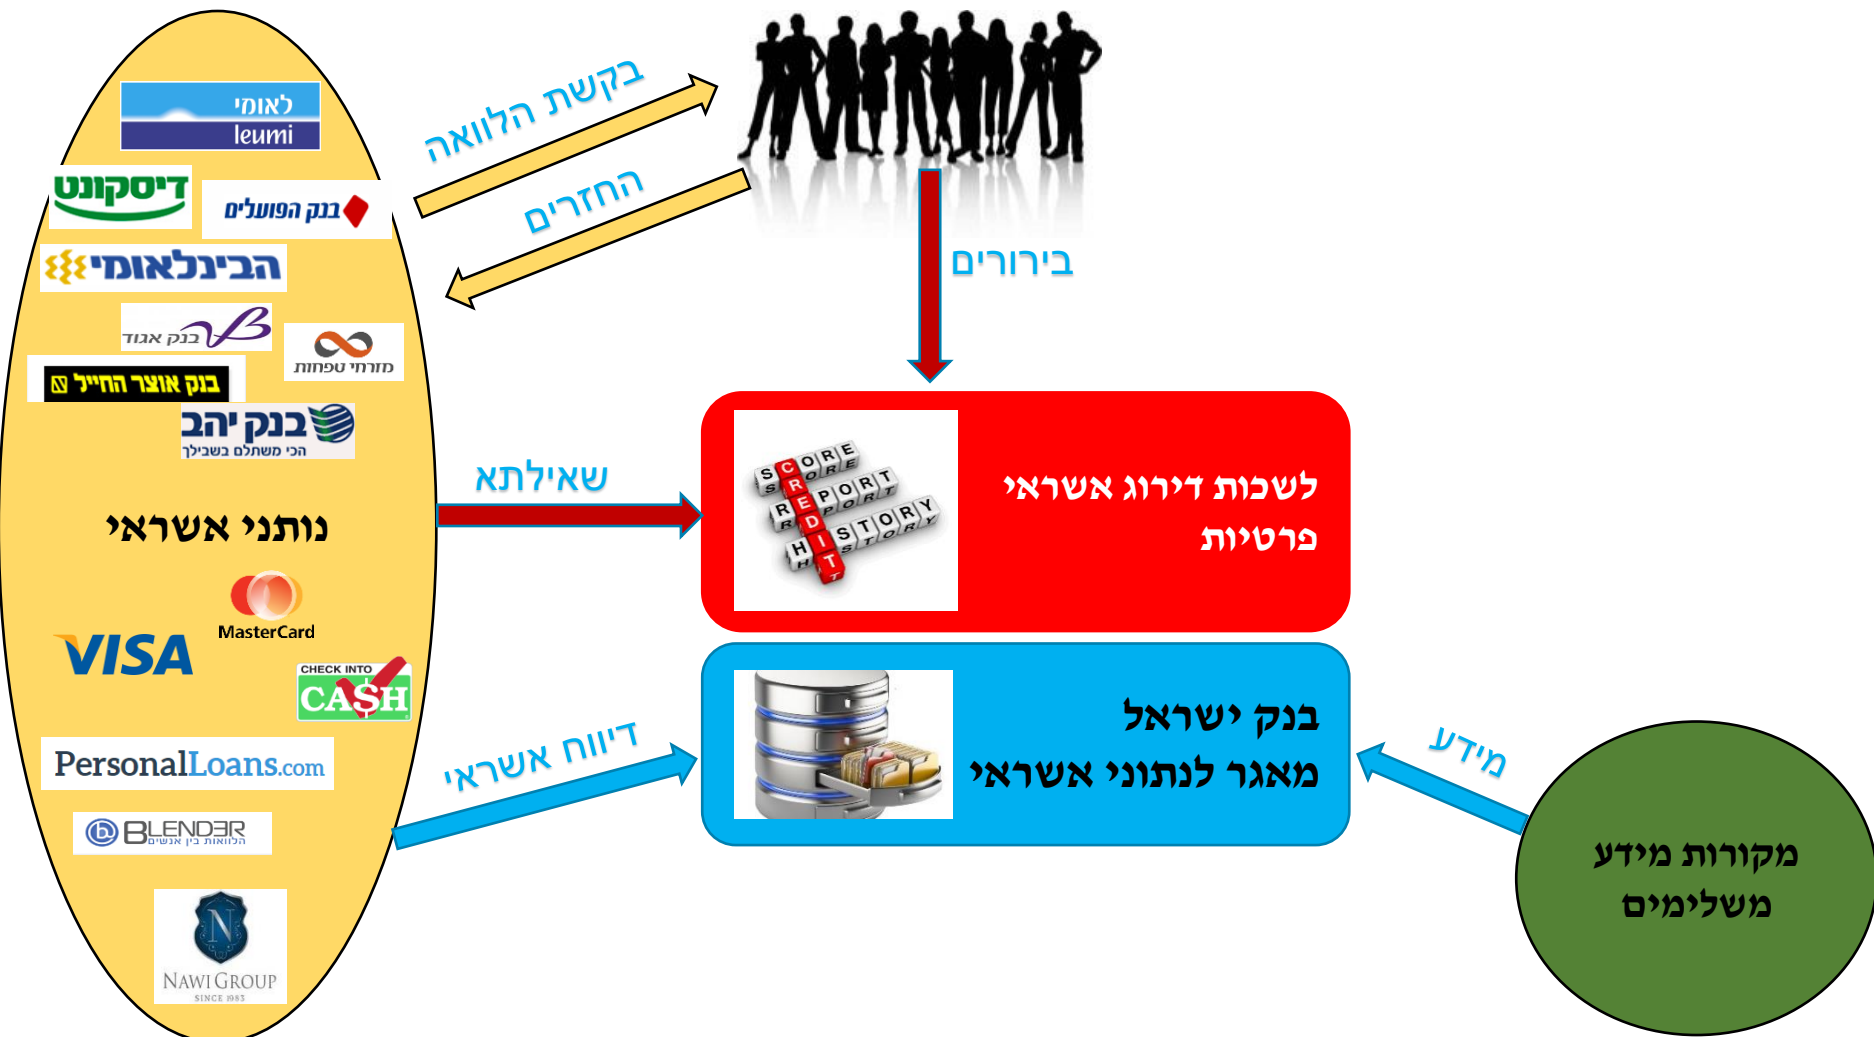 לאומי
leumi
דיסקונט
בנק הפועלים
הבינלאומי
בנק אגוד
מזרחי טפחות
בנק אוצר החייל
בנק יהב
הכי משתלם בשבילך
נותני אשראי
MasterCard
VISA
CHECK INTO
CA$H
PersonalLoans.com
BLENDER
הלוואות בין אנשים
N
NAWI GROUP
SINCE 1983
בקשת הלוואה
החזרים
בירורים
שאילתא
SCORE
REPORT
HISTORY
CREDIT
לשכות דירוג אשראי
פרטיות
דיווח אשראי
בנק ישראל
מאגר לנתוני אשראי
מידע
מקורות מידע
משלימים